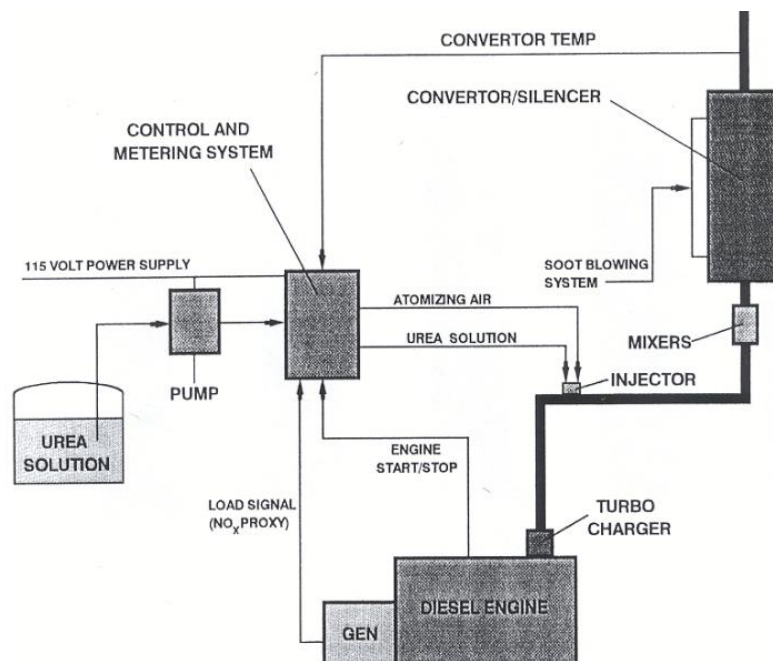 CONVERTOR TEMP
CONVERTOR/SILENCER
CONTROL AND
METERING SYSTEM
115 VOLT POWER SUPPLY
SOOT BLOWING
SYSTEM
ATOMIZING AIR
UREA SOLUTION
MIXERS
INJECTOR
PUMP
UREA
SOLUTION
ENGINE
START/STOP
LOAD SIGNAL
(NOX PROXY)
TURBO
CHARGER
DIESEL ENGINE
GEN